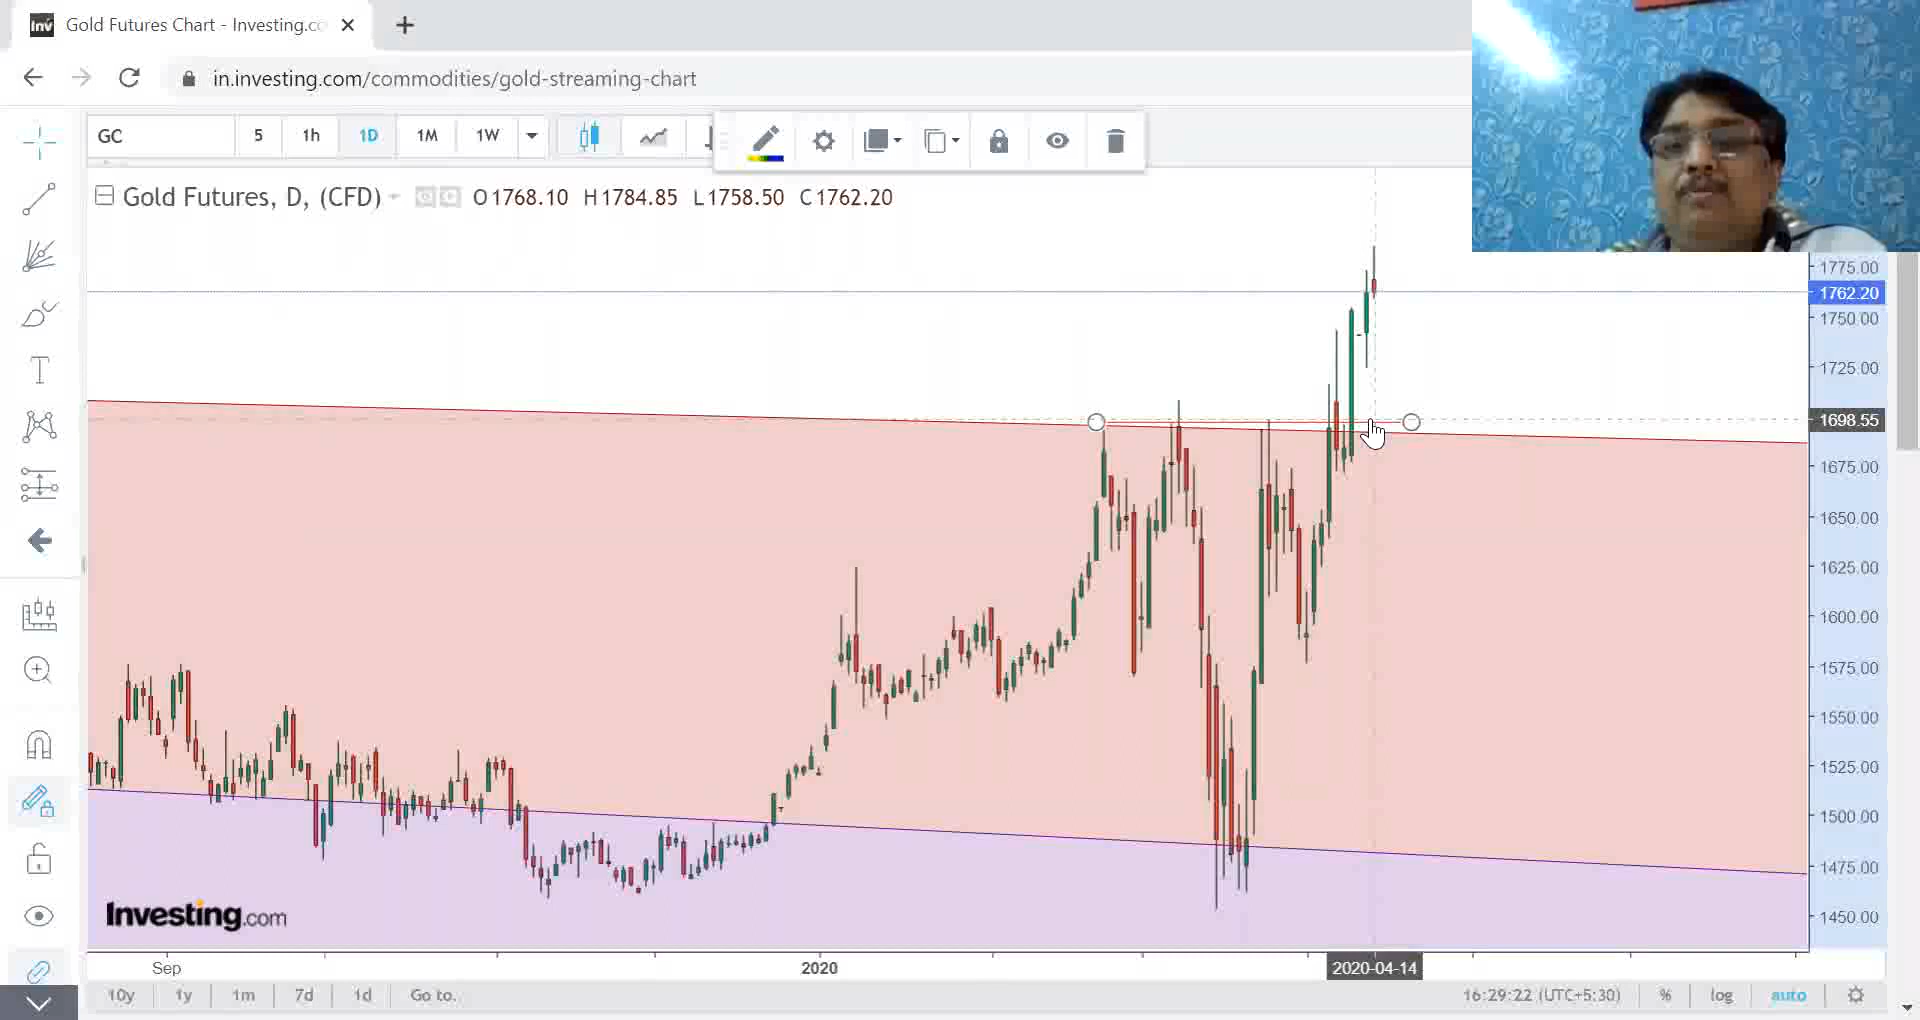 Gold Futures Chart - Investing.co
in.investing.com/commodities/gold-streaming-chart
GC 5 1h 1D 1M 1W
Gold Futures, D, (CFD) O1768.10 H1784.85 L1758.50 C1762.20
1775.00
1762.20
1750.00
1725.00
1698.55
1675.00
1650.00
1625.00
1600.00
1575.00
1550.00
1525.00
1500.00
1475.00
1450.00
Investing.com
Sep 2020 2020-04-14
10y 1y 1m 7d 1d Go to. 16:29:22 (UTC+5:30) % log auto